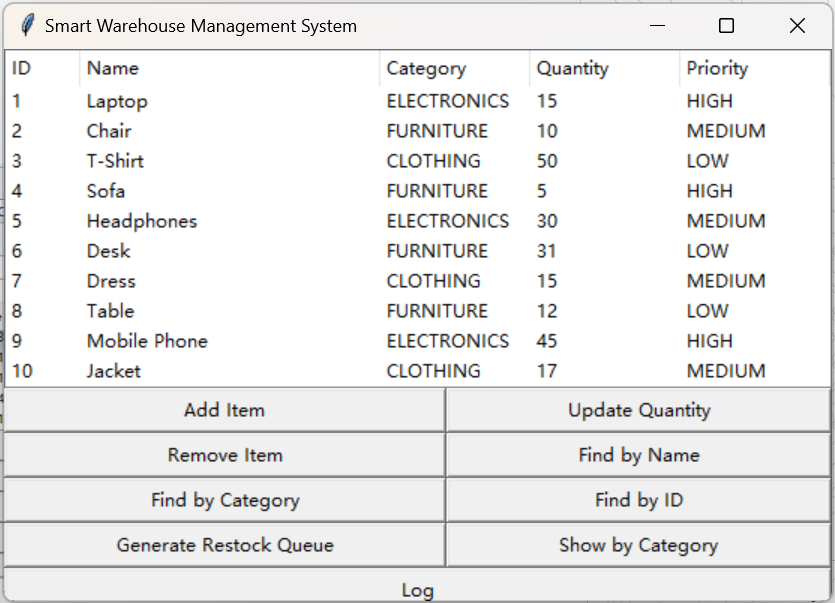 Smart Warehouse Management System
ID Name Category Quantity Priority
1 Laptop ELECTRONICS 15 HIGH
2 Chair FURNITURE 10 MEDIUM
3 T-Shirt CLOTHING 50 LOW
4 Sofa FURNITURE 5 HIGH
5 Headphones ELECTRONICS 30 MEDIUM
6 Desk FURNITURE 31 LOW
7 Dress CLOTHING 15 MEDIUM
8 Table FURNITURE 12 LOW
9 Mobile Phone ELECTRONICS 45 HIGH
10 Jacket CLOTHING 17 MEDIUM
Add Item Update Quantity
Remove Item Find by Name
Find by Category Find by ID
Generate Restock Queue Show by Category
Log